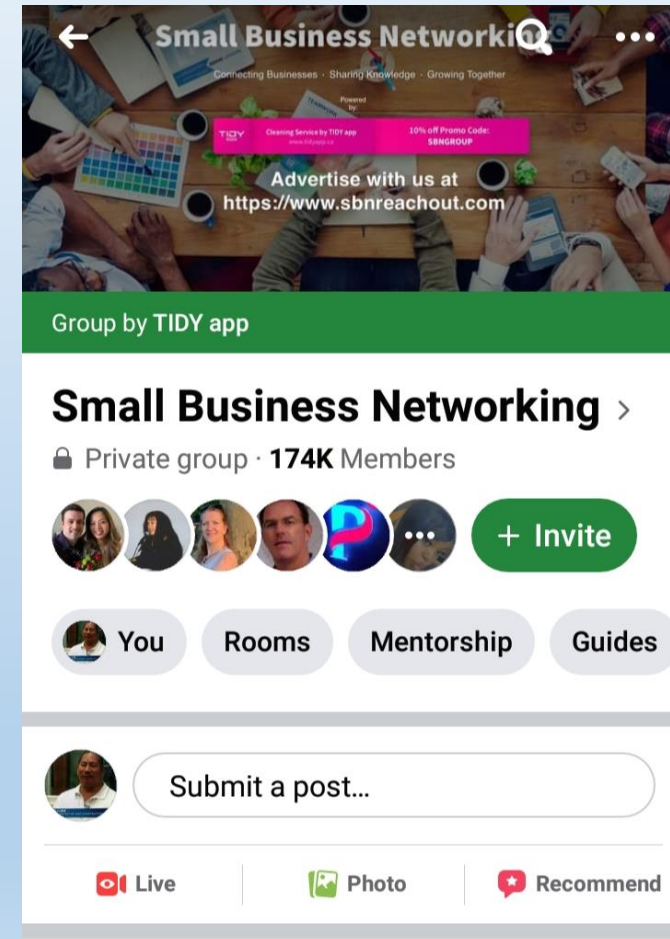 Small Business Networking
Connecting Businesses · Sharing Knowledge · Growing Together
TEAMWORK
Powered
by:
TIDY
Cleaning Service by TIDY app
10% off Promo Code:
SBNGROUP
Advertise with us at
https://www.sbnreachout.com
Group by TIDY app
Small Business Networking
Private group · 174K Members
+ Invite
You
Rooms
Mentorship
Guides
Submit a post...
Live
Photo
Recommend